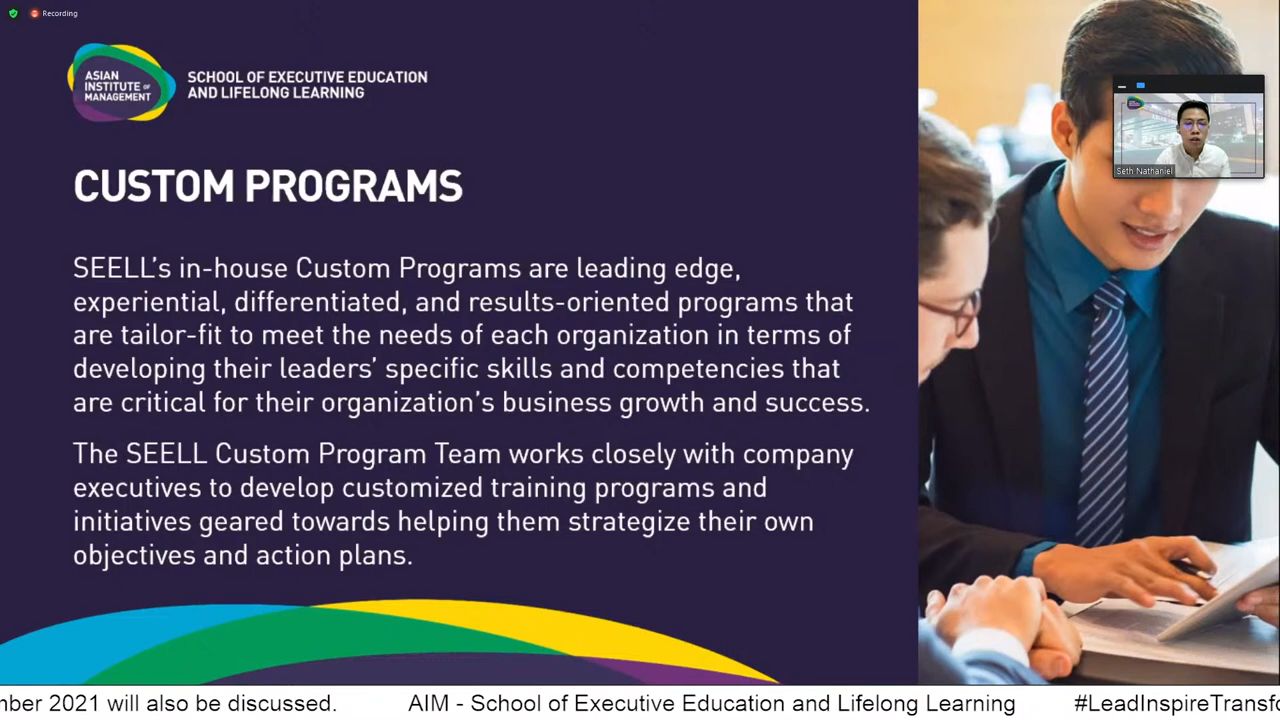 Recording
ASIAN
INSTITUTE OF
MANAGEMENT
SCHOOL OF EXECUTIVE EDUCATION
AND LIFELONG LEARNING
CUSTOM PROGRAMS
SEELL's in-house Custom Programs are leading edge,
experiential, differentiated, and results-oriented programs that
are tailor-fit to meet the needs of each organization in terms of
developing their leaders' specific skills and competencies that
are critical for their organization's business growth and success.
The SEELL Custom Program Team works closely with company
executives to develop customized training programs and
initiatives geared towards helping them strategize their own
objectives and action plans.
Seth Nathaniel
mber 2021 will also be discussed. AIM - School of Executive Education and Lifelong Learning #LeadInspireTransfo